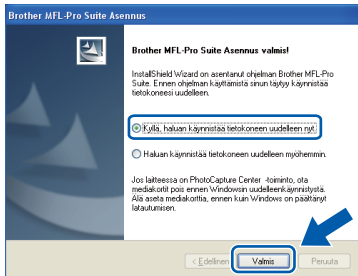 Brother MFL-Pro Suite Asennus
Brother MFL-Pro Suite Asennus valmis!
InstallShield Wizard on asentanut ohjelman Brother MFL-Pro
Suite. Ennen ohjelman käyttämistä sinun täytyy käynnistää
tietokoneesi uudelleen.
Kyllä, haluan käynnistää tietokoneen uudelleen nyt.
Haluan käynnistää tietokoneen uudelleen myöhemmin.
Jos laitteessa on PhotoCapture Center -toiminto, ota
mediakortit pois ennen Windowsin uudelleenkäynnistystä.
Älä aseta mediakorttia, ennen kuin Windows on päättänyt
latautumisen.
< Edellinen
Valmis
Peruuta